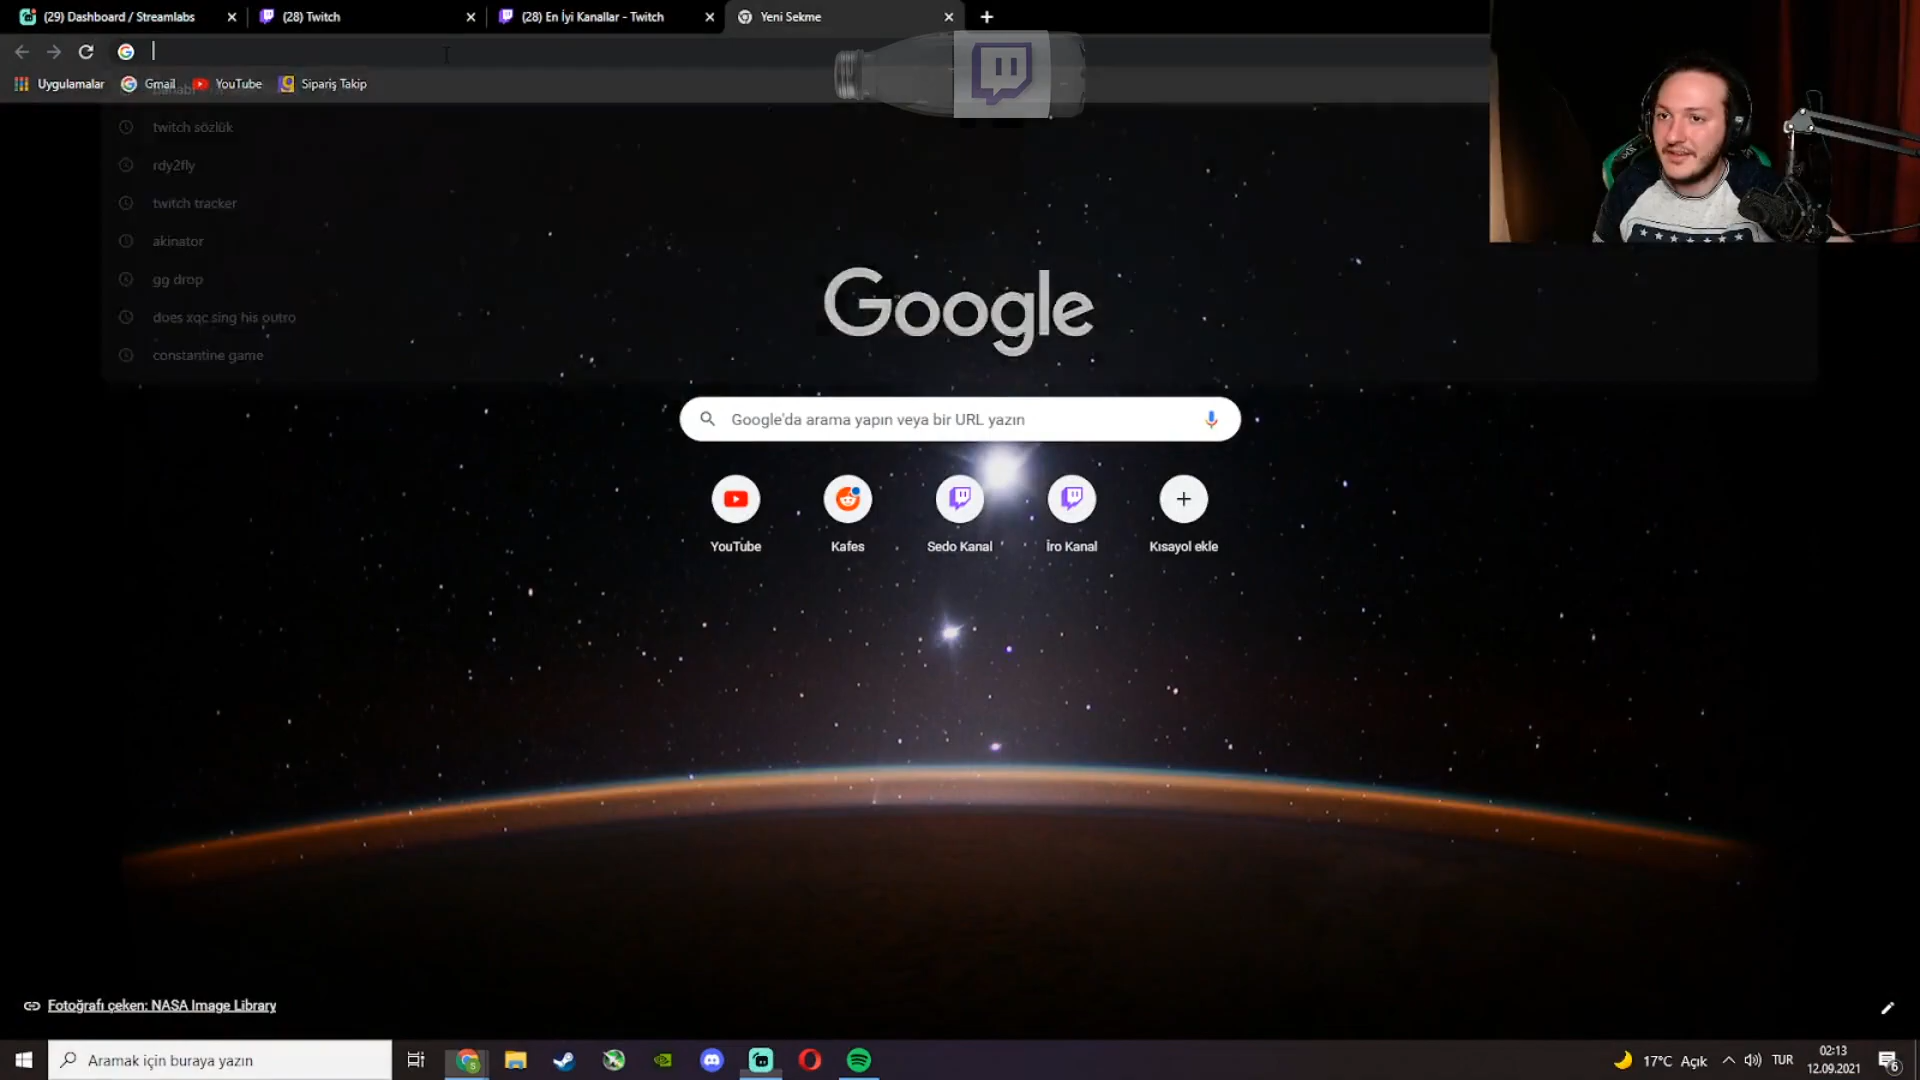 (29) Dashboard / Streamlabs
(28) Twitch
(28) En İyi Kanallar - Twitch
Yeni Sekme
Uygulamalar
Gmail
YouTube
Sipariş Takip
twitch sözlük
rdy2fly
twitch tracker
akinator
gg drop
does xqc sing his outro
constantine game
Google
Google'da arama yapın veya bir URL yazın
YouTube
Kafes
Sedo Kanal
İro Kanal
Kısayol ekle
Fotoğrafı çeken: NASA Image Library
Aramak için buraya yazın
17°C Açık
TUR
02:13
12.09.2021
6